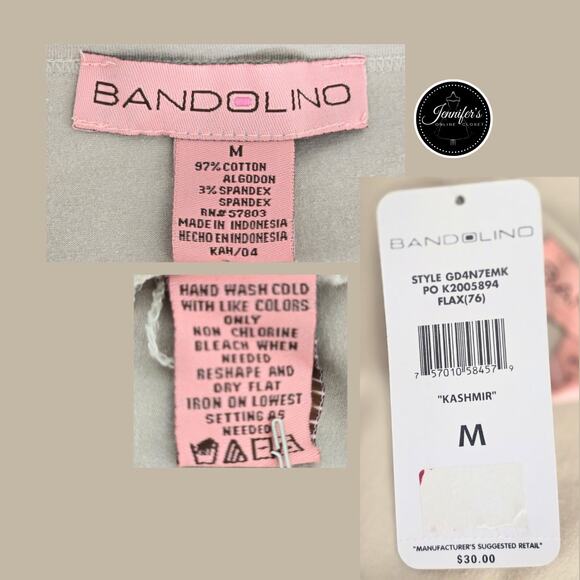 BANDOLINO
M
97% COTTON
ALGODON
3% SPANDEX
SPANDEX
RN# 57803
MADE IN INDONESIA
HECHO EN INDONESIA
KAH/04
HAND WASH COLD
WITH LIKE COLORS
ONLY
NON CHLORINE
BLEACH WHEN
NEEDED
RESHAPE AND
DRY FLAT
IRON ON LOWEST
SETTING AS
NEEDED
Jennifer's
ONLINE CLOSET
BANDOLINO
STYLE GD4N7EMK
PO K2005894
FLAX(76)
7 57010 58457 9
"KASHMIR"
M
"MANUFACTURER'S SUGGESTED RETAIL"
$30.00